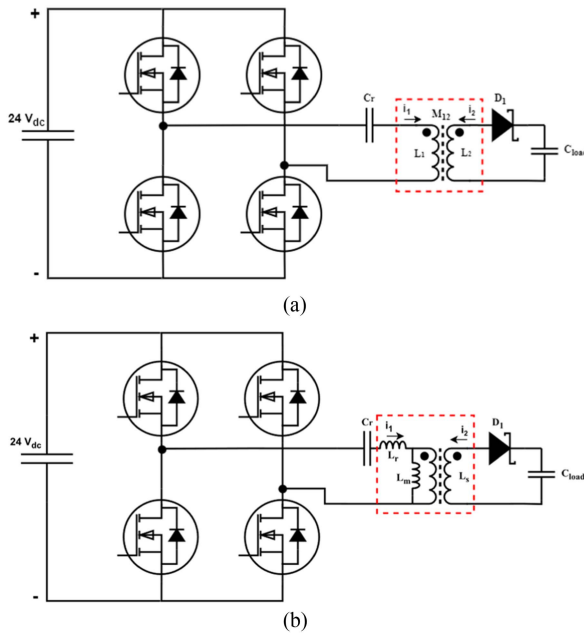 +
24 Vdc
-
Cr
i1
M12
i2
D1
L1
L2
Cload
(a)
+
24 Vdc
-
Cr
i1
i2
D1
Lr
Lm
Ls
Cload
(b)